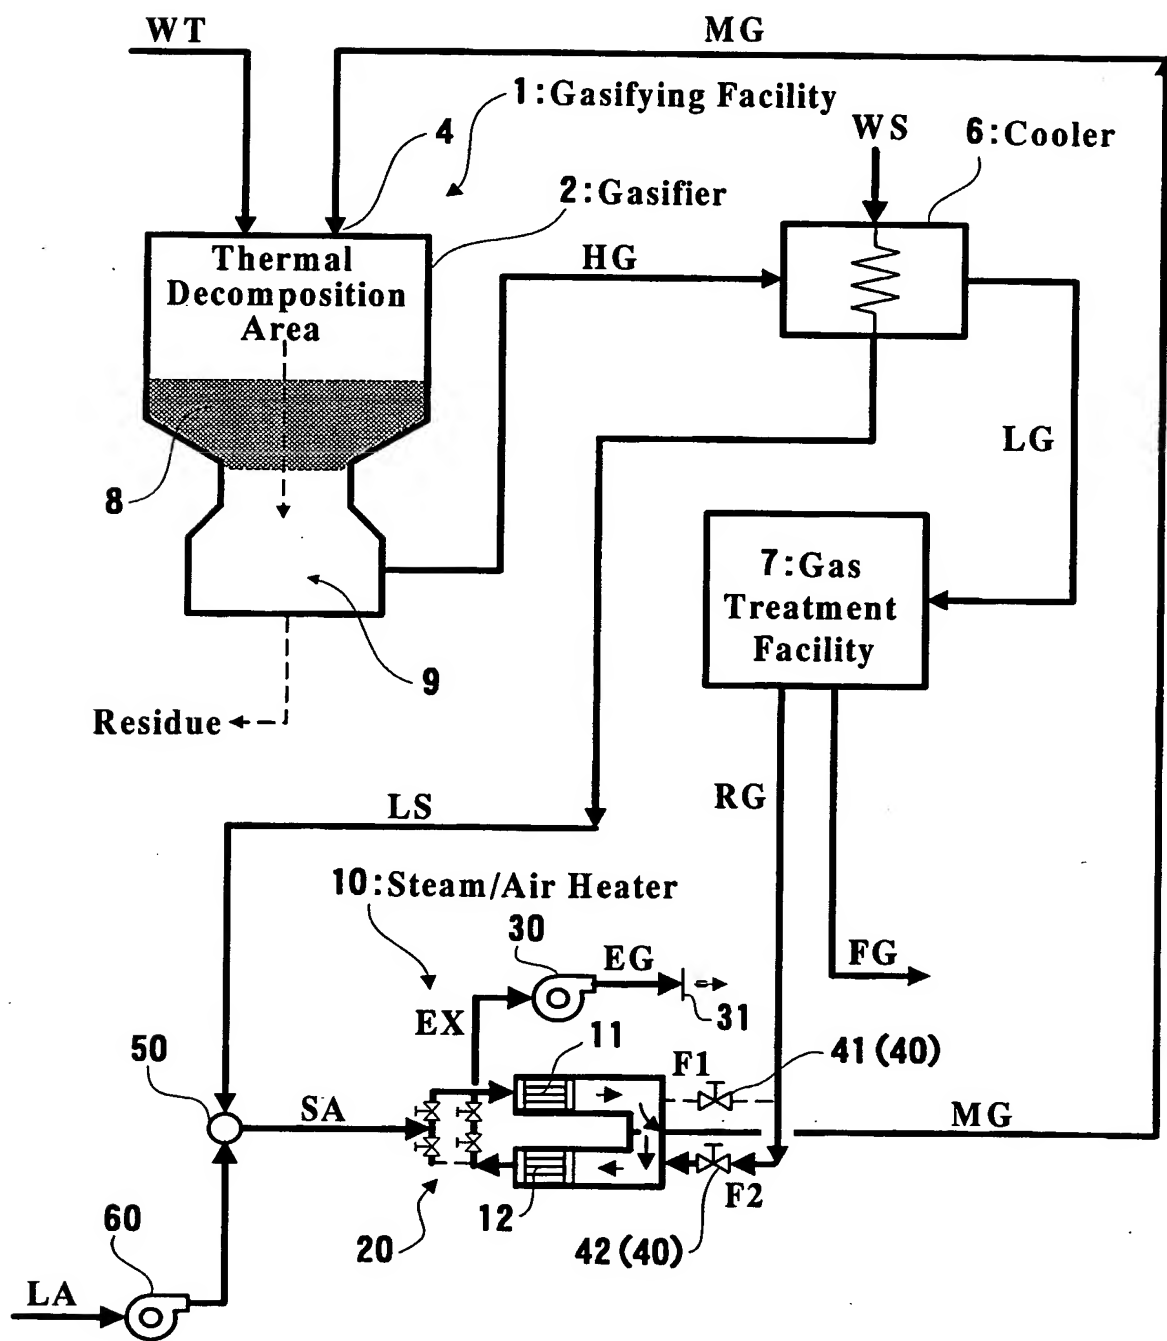 WT
MG
1:Gasifying Facility
4
WS
6:Cooler
2:Gasifier
HG
Thermal
Decomposition
Area
LG
8
7:Gas
Treatment
Facility
9
Residue
RG
LS
10:Steam/Air Heater
30
EG
FG
31
EX
11
50
F1
41(40)
SA
MG
F2
12
60
20
42(40)
LA